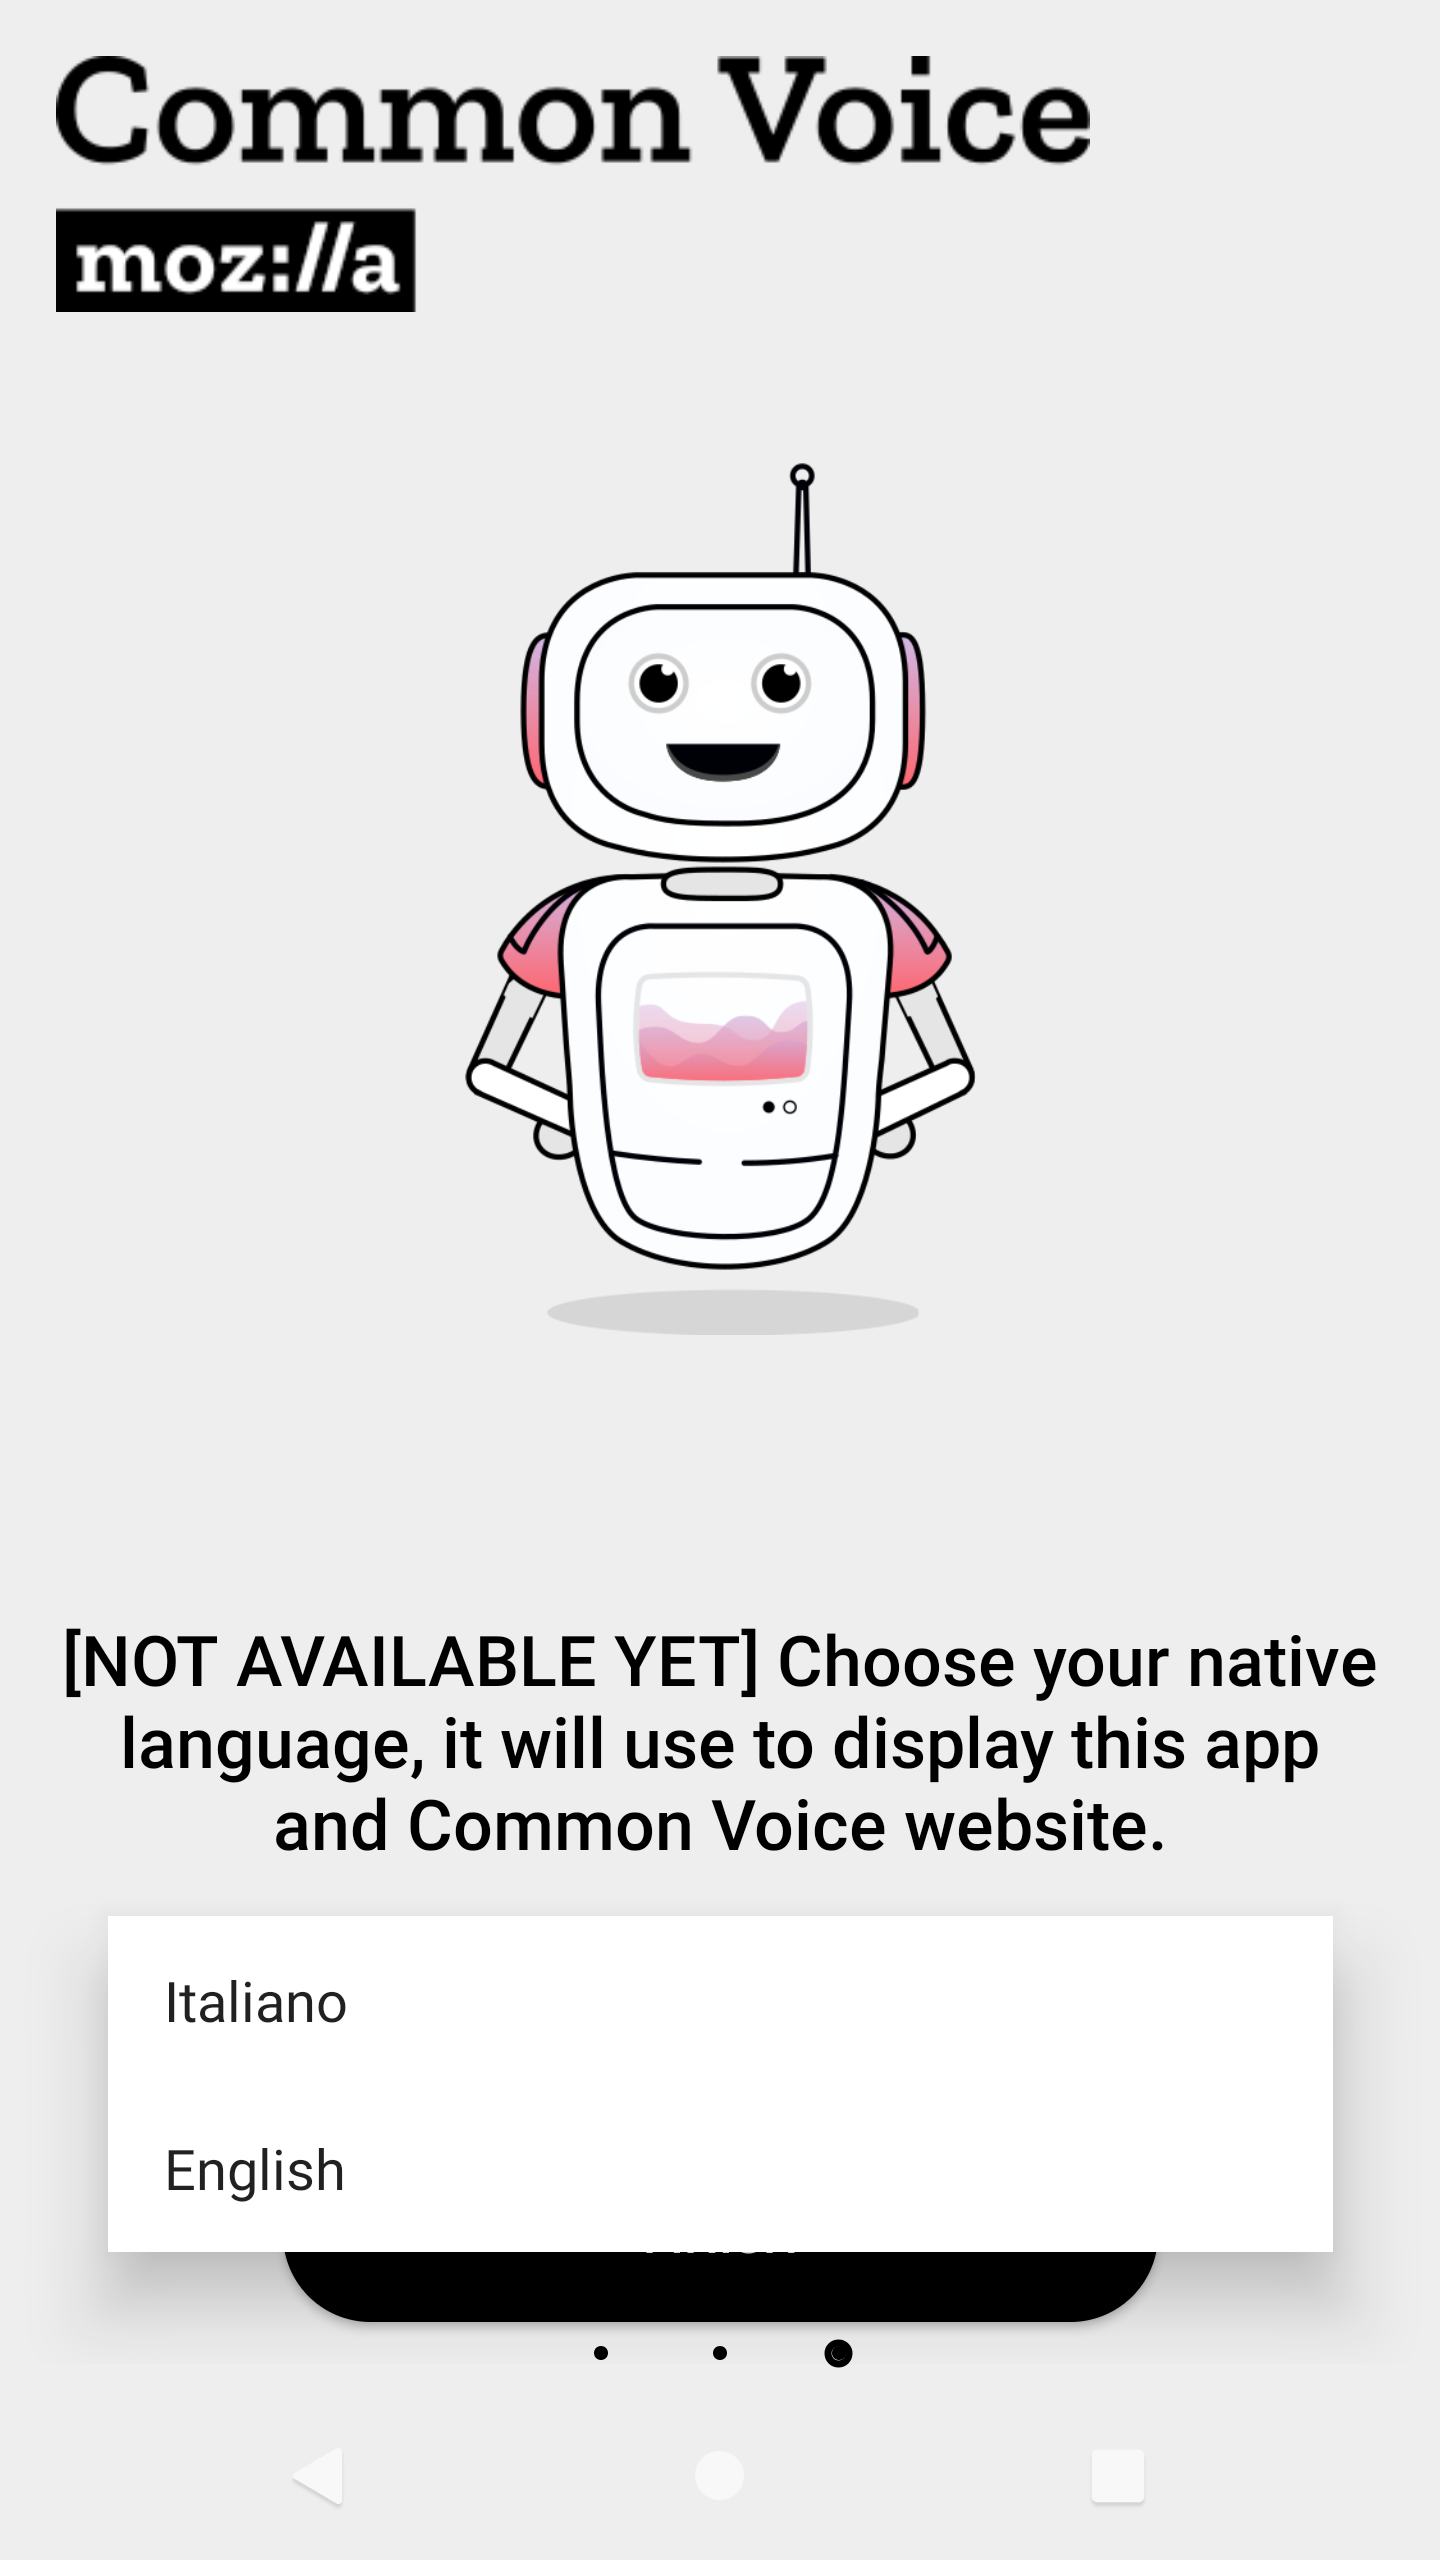 Common Voice
moz://a
[NOT AVAILABLE YET] Choose your native
language, it will use to display this app
and Common Voice website.
Italiano
English